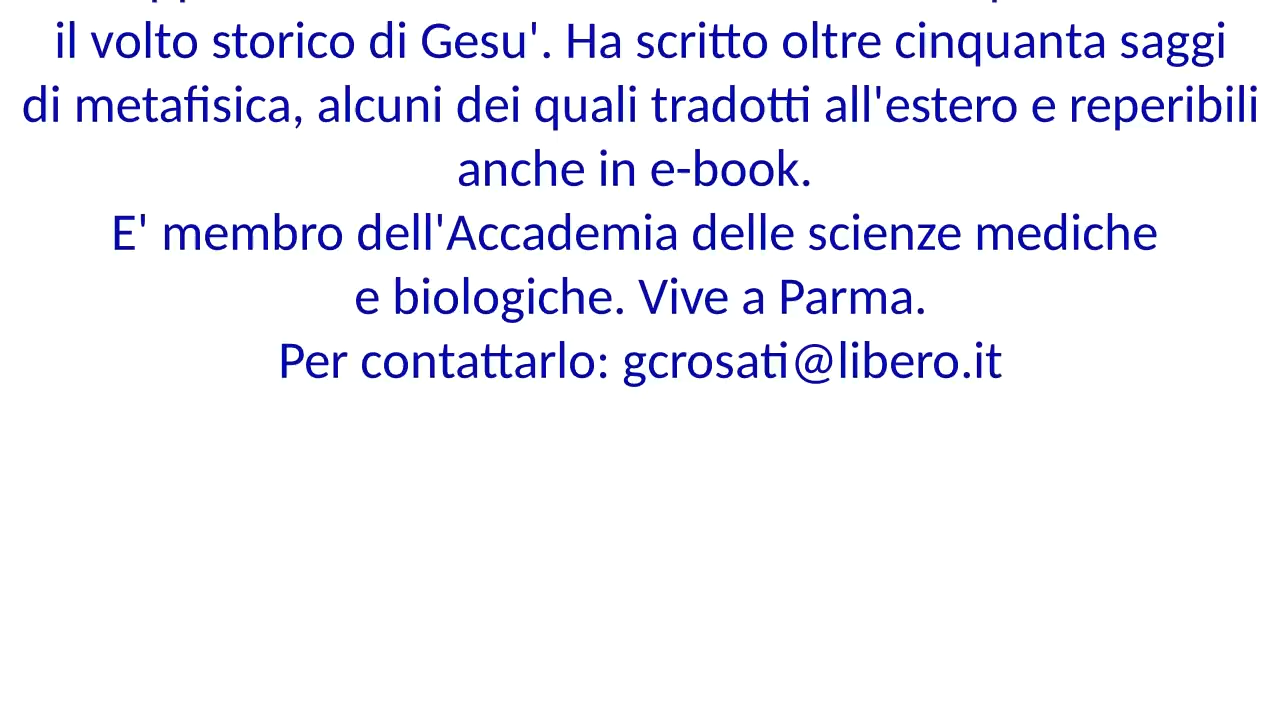 il volto storico di Gesu'. Ha scritto oltre cinquanta saggi
di metafisica, alcuni dei quali tradotti all'estero e reperibili
anche in e-book.
E' membro dell'Accademia delle scienze mediche
e biologiche. Vive a Parma.
Per contattarlo: gcrosati@libero.it